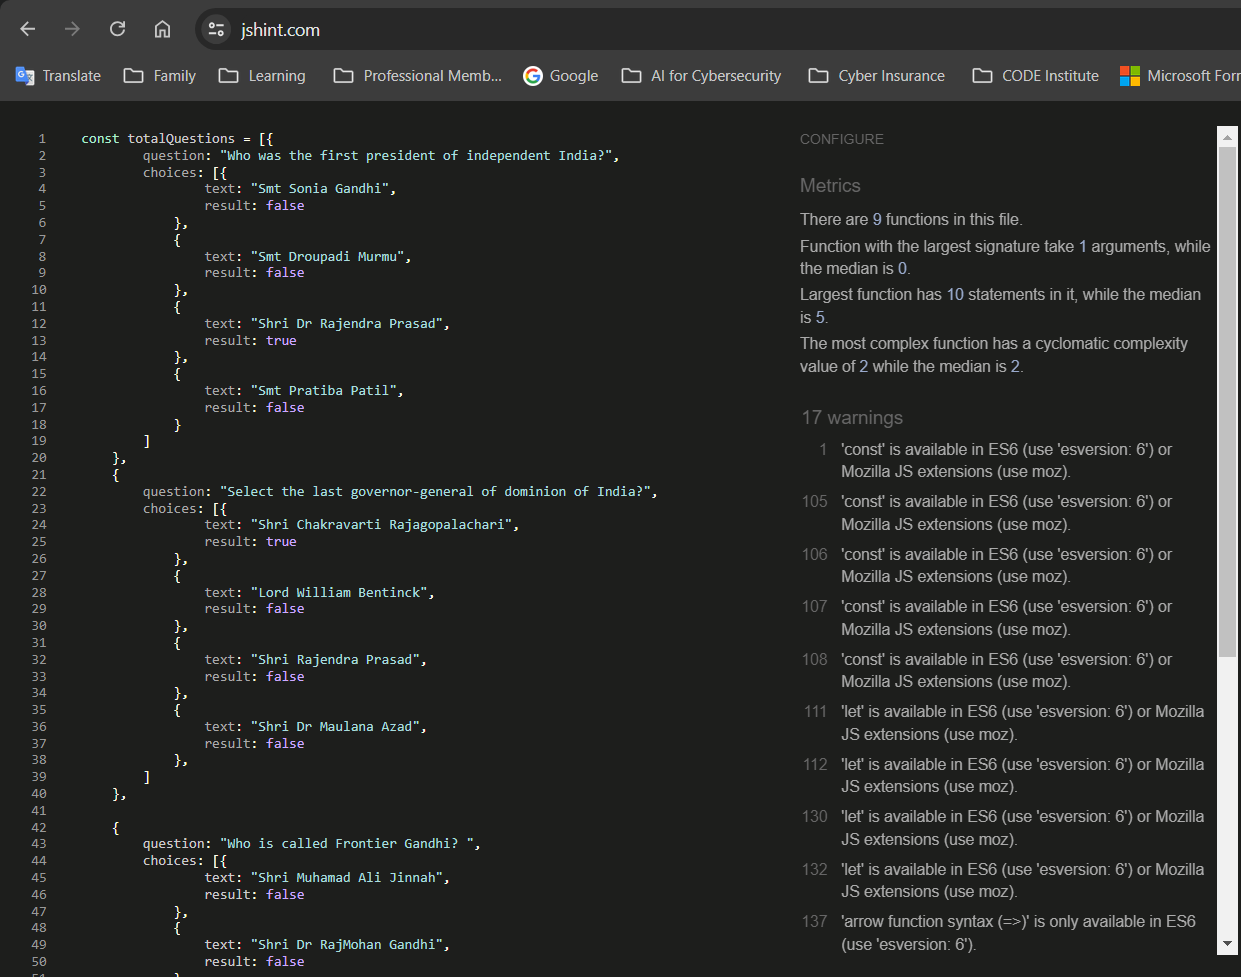 jshint.com
Translate Family Learning Professional Memb... Google AI for Cybersecurity Cyber Insurance CODE Institute Microsoft Forr
1 const totalQuestions = [{
2 question: "Who was the first president of independent India?",
3 choices: [{
4 text: "Smt Sonia Gandhi",
5 result: false
6 },
7 {
8 text: "Smt Droupadi Murmu",
9 result: false
10 },
11 {
12 text: "Shri Dr Rajendra Prasad",
13 result: true
14 },
15 {
16 text: "Smt Pratiba Patil",
17 result: false
18 }
19 ]
20 },
21 {
22 question: "Select the last governor-general of dominion of India?",
23 choices: [{
24 text: "Shri Chakravarti Rajagopalachari",
25 result: true
26 },
27 {
28 text: "Lord William Bentinck",
29 result: false
30 },
31 {
32 text: "Shri Rajendra Prasad",
33 result: false
34 },
35 {
36 text: "Shri Dr Maulana Azad",
37 result: false
38 },
39 ]
40 },
41
42 {
43 question: "Who is called Frontier Gandhi? ",
44 choices: [{
45 text: "Shri Muhamad Ali Jinnah",
46 result: false
47 },
48 {
49 text: "Shri Dr RajMohan Gandhi",
50 result: false
CONFIGURE
Metrics
There are 9 functions in this file.
Function with the largest signature take 1 arguments, while
the median is 0.
Largest function has 10 statements in it, while the median
is 5.
The most complex function has a cyclomatic complexity
value of 2 while the median is 2.
17 warnings
1 'const' is available in ES6 (use 'esversion: 6') or
Mozilla JS extensions (use moz).
105 'const' is available in ES6 (use 'esversion: 6') or
Mozilla JS extensions (use moz).
106 'const' is available in ES6 (use 'esversion: 6') or
Mozilla JS extensions (use moz).
107 'const' is available in ES6 (use 'esversion: 6') or
Mozilla JS extensions (use moz).
108 'const' is available in ES6 (use 'esversion: 6') or
Mozilla JS extensions (use moz).
111 'let' is available in ES6 (use 'esversion: 6') or Mozilla
JS extensions (use moz).
112 'let' is available in ES6 (use 'esversion: 6') or Mozilla
JS extensions (use moz).
130 'let' is available in ES6 (use 'esversion: 6') or Mozilla
JS extensions (use moz).
132 'let' is available in ES6 (use 'esversion: 6') or Mozilla
JS extensions (use moz).
137 'arrow function syntax (=>)' is only available in ES6
(use 'esversion: 6').